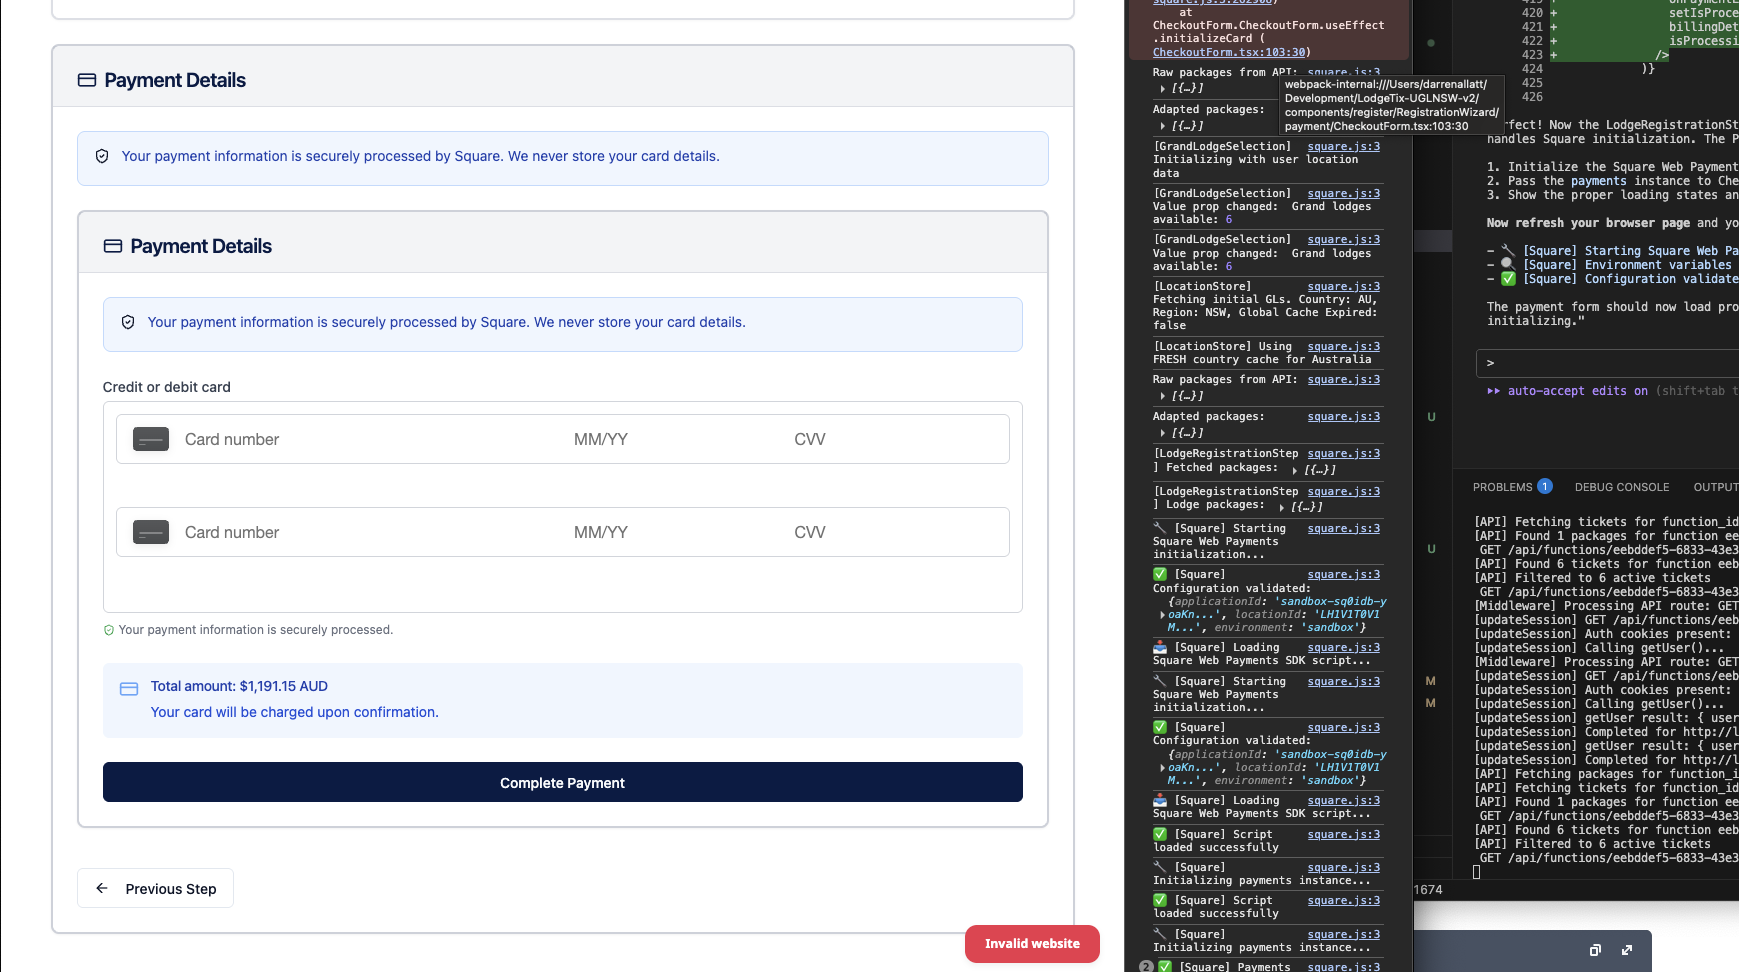 Payment Details
Your payment information is securely processed by Square. We never store your card details.
Payment Details
Your payment information is securely processed by Square. We never store your card details.
Credit or debit card
Card number MM/YY CVV
Card number MM/YY CVV
Your payment information is securely processed.
Total amount: $1,191.15 AUD
Your card will be charged upon confirmation.
Complete Payment
← Previous Step
Invalid website
at
CheckoutForm.CheckoutForm.useEffect
.initializeCard (
CheckoutForm.tsx:103:30)
Raw packages from API: square.js:3
▸ [{…}]
Adapted packages:
▸ [{…}]
webpack-internal:///Users/darrenallatt/
Development/LodgeTix-UGLNSW-v2/
components/register/RegistrationWizard/
payment/CheckoutForm.tsx:103:30
[GrandLodgeSelection] square.js:3
Initializing with user location
data
[GrandLodgeSelection] square.js:3
Value prop changed: Grand lodges
available: 6
[GrandLodgeSelection] square.js:3
Value prop changed: Grand lodges
available: 6
[LocationStore] square.js:3
Fetching initial GLs. Country: AU,
Region: NSW, Global Cache Expired:
false
[LocationStore] Using square.js:3
FRESH country cache for Australia
Raw packages from API: square.js:3
▸ [{…}]
Adapted packages: square.js:3
▸ [{…}]
[LodgeRegistrationStep square.js:3
] Fetched packages: ▸ [{…}]
[LodgeRegistrationStep square.js:3
] Lodge packages: ▸ [{…}]
🔧 [Square] Starting square.js:3
Square Web Payments
initialization...
✅ [Square] square.js:3
Configuration validated:
{applicationId: 'sandbox-sq0idb-y
▸ oaKn...', locationId: 'LH1V1T0V1
M...', environment: 'sandbox'}
📥 [Square] Loading square.js:3
Square Web Payments SDK script...
🔧 [Square] Starting square.js:3
Square Web Payments
initialization...
✅ [Square] square.js:3
Configuration validated:
{applicationId: 'sandbox-sq0idb-y
▸ oaKn...', locationId: 'LH1V1T0V1
M...', environment: 'sandbox'}
📥 [Square] Loading square.js:3
Square Web Payments SDK script...
✅ [Square] Script square.js:3
loaded successfully
🔧 [Square] square.js:3
Initializing payments instance...
✅ [Square] Script square.js:3
loaded successfully
🔧 [Square] square.js:3
Initializing payments instance...
2 ✅ [Square] Payments square.js:3
420 + setIsProce
421 + billingDet
422 + isProcessi
423 + />
424 )}
425
426
Now the LodgeRegistrationSt
handles Square initialization. The P
1. Initialize the Square Web Payment
2. Pass the payments instance to Che
3. Show the proper loading states an
Now refresh your browser page and yo
- 🔧 [Square] Starting Square Web Pa
- 🔍 [Square] Environment variables
- ✅ [Square] Configuration validate
The payment form should now load pro
initializing."
>
▸▸ auto-accept edits on (shift+tab t
U
U
M
M
PROBLEMS 1 DEBUG CONSOLE OUTPUT
[API] Fetching tickets for function_id
[API] Found 1 packages for function ee
GET /api/functions/eebddef5-6833-43e3
[API] Found 6 tickets for function eeb
[API] Filtered to 6 active tickets
GET /api/functions/eebddef5-6833-43e3
[Middleware] Processing API route: GET
[updateSession] GET /api/functions/eeb
[updateSession] Auth cookies present:
[updateSession] Calling getUser()...
[Middleware] Processing API route: GET
[updateSession] GET /api/functions/eeb
[updateSession] Auth cookies present:
[updateSession] Calling getUser()...
[updateSession] getUser result: { user
[updateSession] Completed for http://l
[updateSession] getUser result: { user
[updateSession] Completed for http://l
[API] Fetching packages for function_i
[API] Fetching tickets for function_id
[API] Found 1 packages for function ee
GET /api/functions/eebddef5-6833-43e3
[API] Found 6 tickets for function eeb
[API] Filtered to 6 active tickets
GET /api/functions/eebddef5-6833-43e3
1674